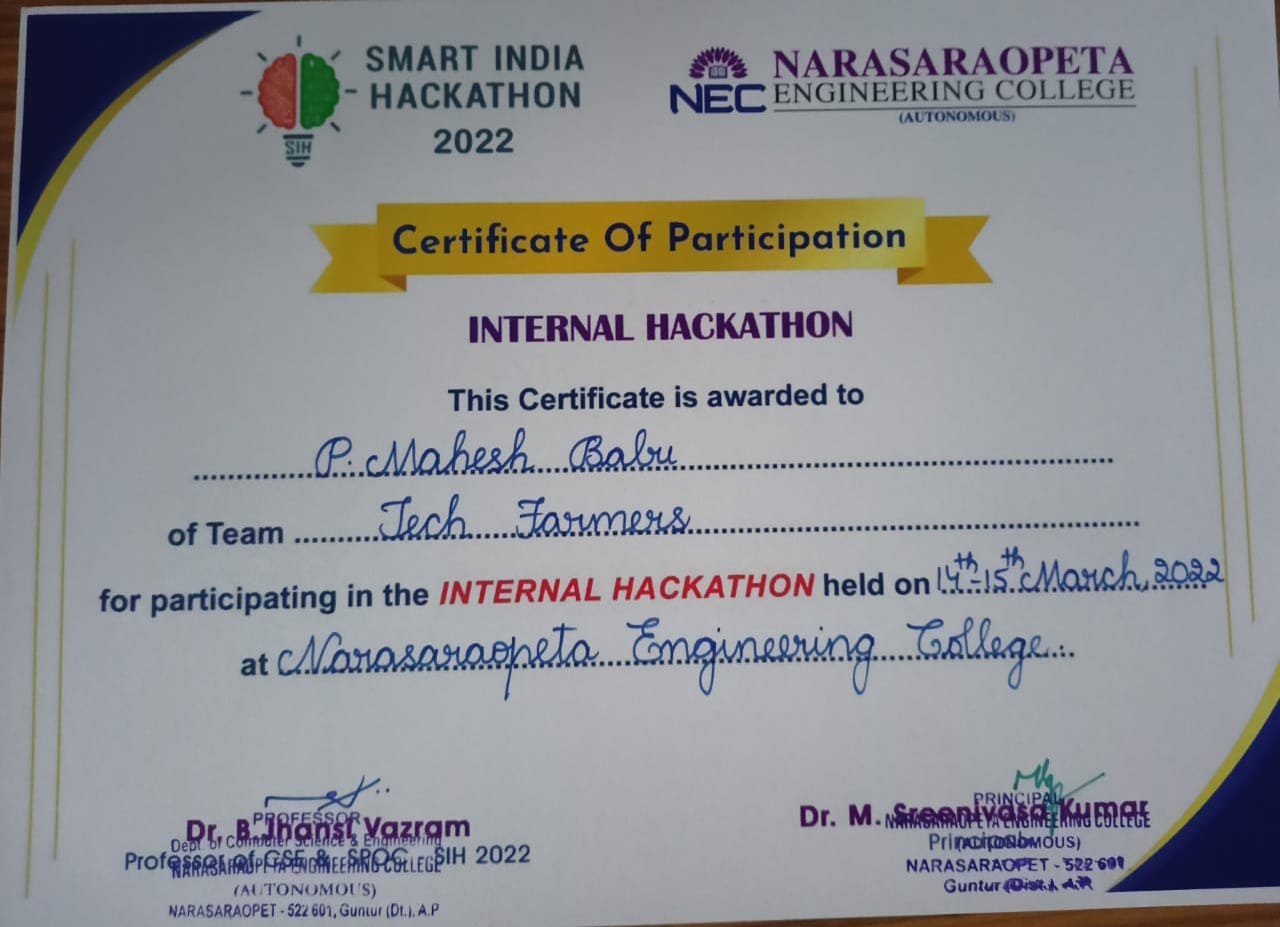 SMART INDIA
HACKATHON
2022
SIH
NEC
NARASARAOPETA
ENGINEERING COLLEGE
(AUTONOMOUS)
Certificate Of Participation
INTERNAL HACKATHON
This Certificate is awarded to
P. Mahesh Babu
of Team Tech Farmers
for participating in the INTERNAL HACKATHON held on 14th-15th March, 2022
at Narasaraopeta Engineering College
PROFESSOR
Dr. B.Jhansi Vazram
Dept. of Computer Science & Engineering
Professor of CSE & SPOC - SIH 2022
NARASARAOPETA ENGINEERING COLLEGE
(AUTONOMOUS)
NARASARAOPET - 522 601, Guntur (Dt.), A.P
PRINCIPAL
Dr. M. Sreenivasa Kumar
NARASARAOPETA ENGINEERING COLLEGE
Principal
(AUTONOMOUS)
NARASARAOPET - 522 601
Guntur (Dist.), A.P